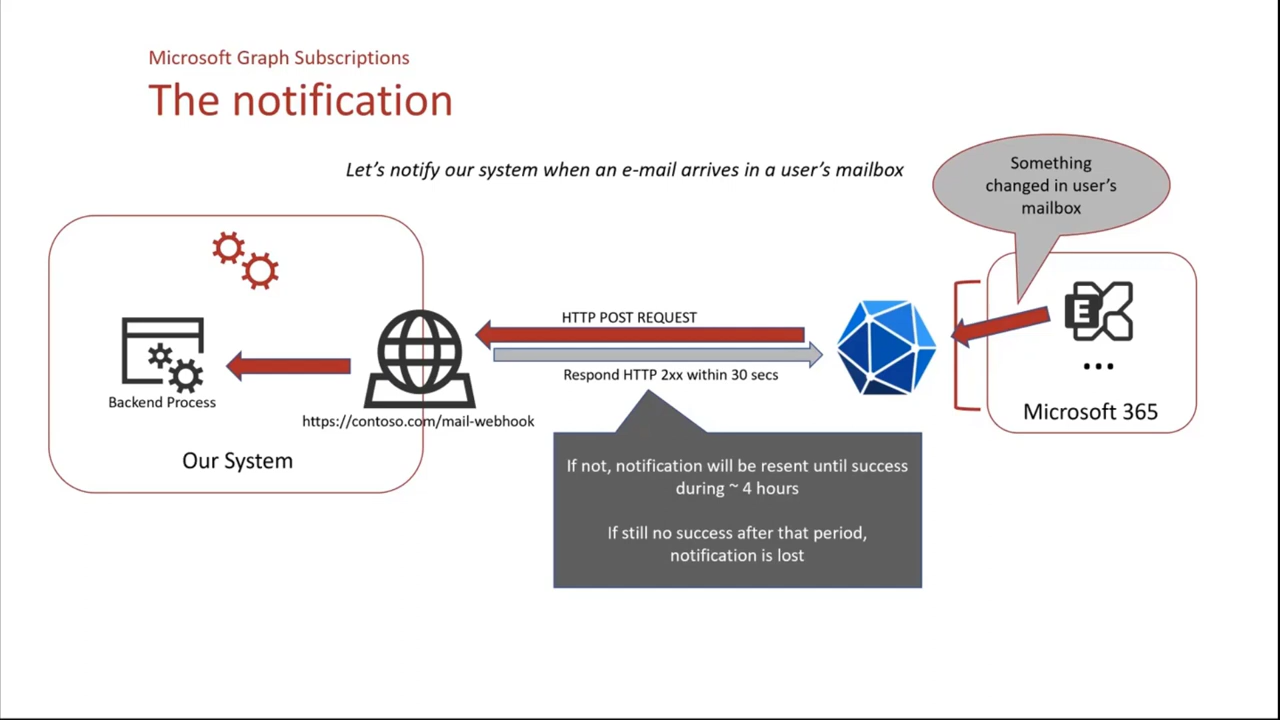 Microsoft Graph Subscriptions
The notification
Let's notify our system when an e-mail arrives in a user's mailbox
Something
changed in user's
mailbox
HTTP POST REQUEST
Respond HTTP 2xx within 30 secs
E
...
Microsoft 365
Backend Process
https://contoso.com/mail-webhook
Our System
If not, notification will be resent until success
during ~ 4 hours
If still no success after that period,
notification is lost